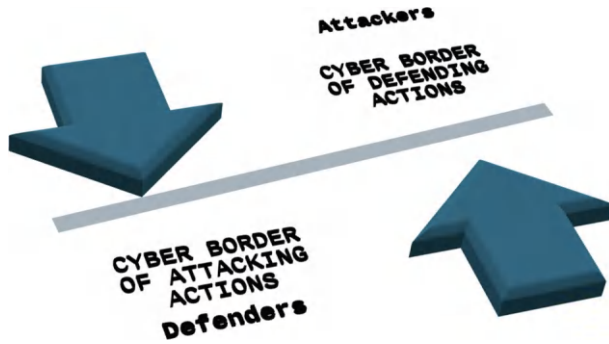 Attackers
CYBER BORDER
OF DEFENDING
ACTIONS
CYBER BORDER
OF ATTACKING
ACTIONS
Defenders